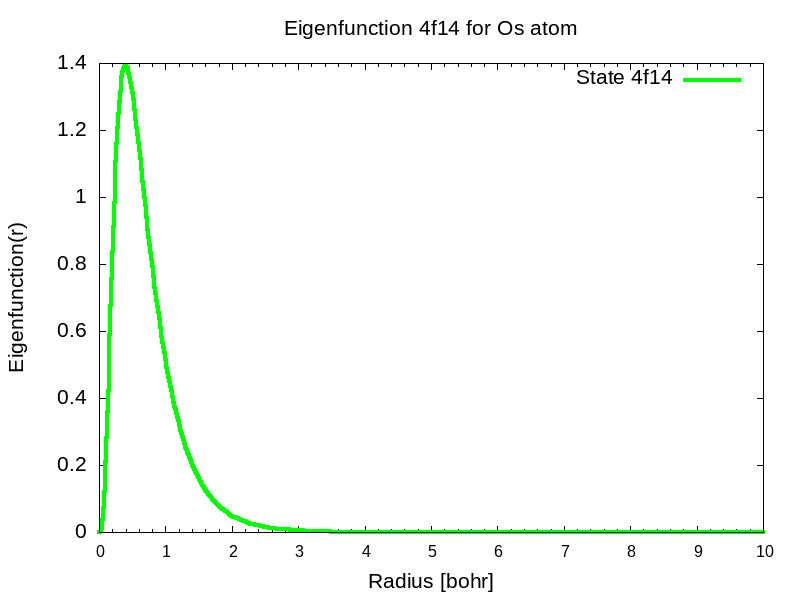 Eigenfunction 4f14 for Os atom
State 4f14
1.4
1.2
1
0.8
0.6
0.4
0.2
0
Eigenfunction(r)
0 1 2 3 4 5 6 7 8 9 10
Radius [bohr]